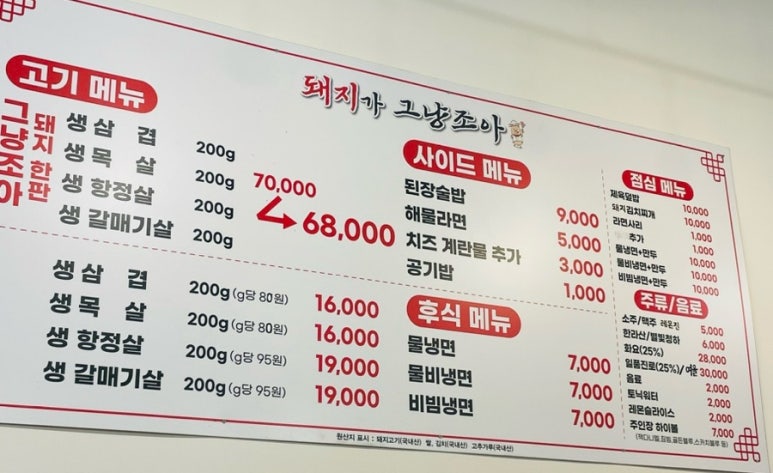 돼지가 그냥조아
고기 메뉴
그냥조아
돼지한판
생삼겹 200g
생목살 200g
생 항정살 200g
생 갈매기살 200g
70,000
68,000
생삼겹 200g(g당 80원) 16,000
생목살 200g(g당 80원) 16,000
생 항정살 200g(g당 95원) 19,000
생 갈매기살 200g(g당 95원) 19,000
사이드 메뉴
된장술밥 9,000
해물라면 5,000
치즈 계란물 추가 3,000
공기밥 1,000
후식 메뉴
물냉면 7,000
물비냉면 7,000
비빔냉면 7,000
점심 메뉴
제육덮밥 10,000
돼지김치찌개 10,000
라면사리 1,000
추가 1,000
물냉면+만두 10,000
물비냉면+만두 10,000
비빔냉면+만두 10,000
주류/음료
소주/맥주 5,000
한라산/별빛청하 6,000
화요(25%) 28,000
일품진로(25%)/ 30,000
음료 2,000
토닉워터 2,000
레몬슬라이스 2,000
주인장 하이볼 7,000
원산지 표시 : 돼지고기(국내산) 쌀, 김치(국내산) 고추가루(국내산)